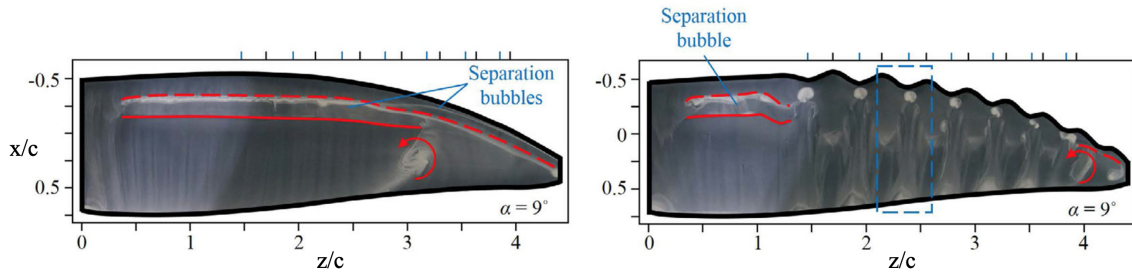 Separation
bubbles
-0.5
0
0.5
x/c
α = 9°
0
1
2
3
4
z/c
Separation
bubble
-0.5
0
0.5
α = 9°
0
1
2
3
4
z/c